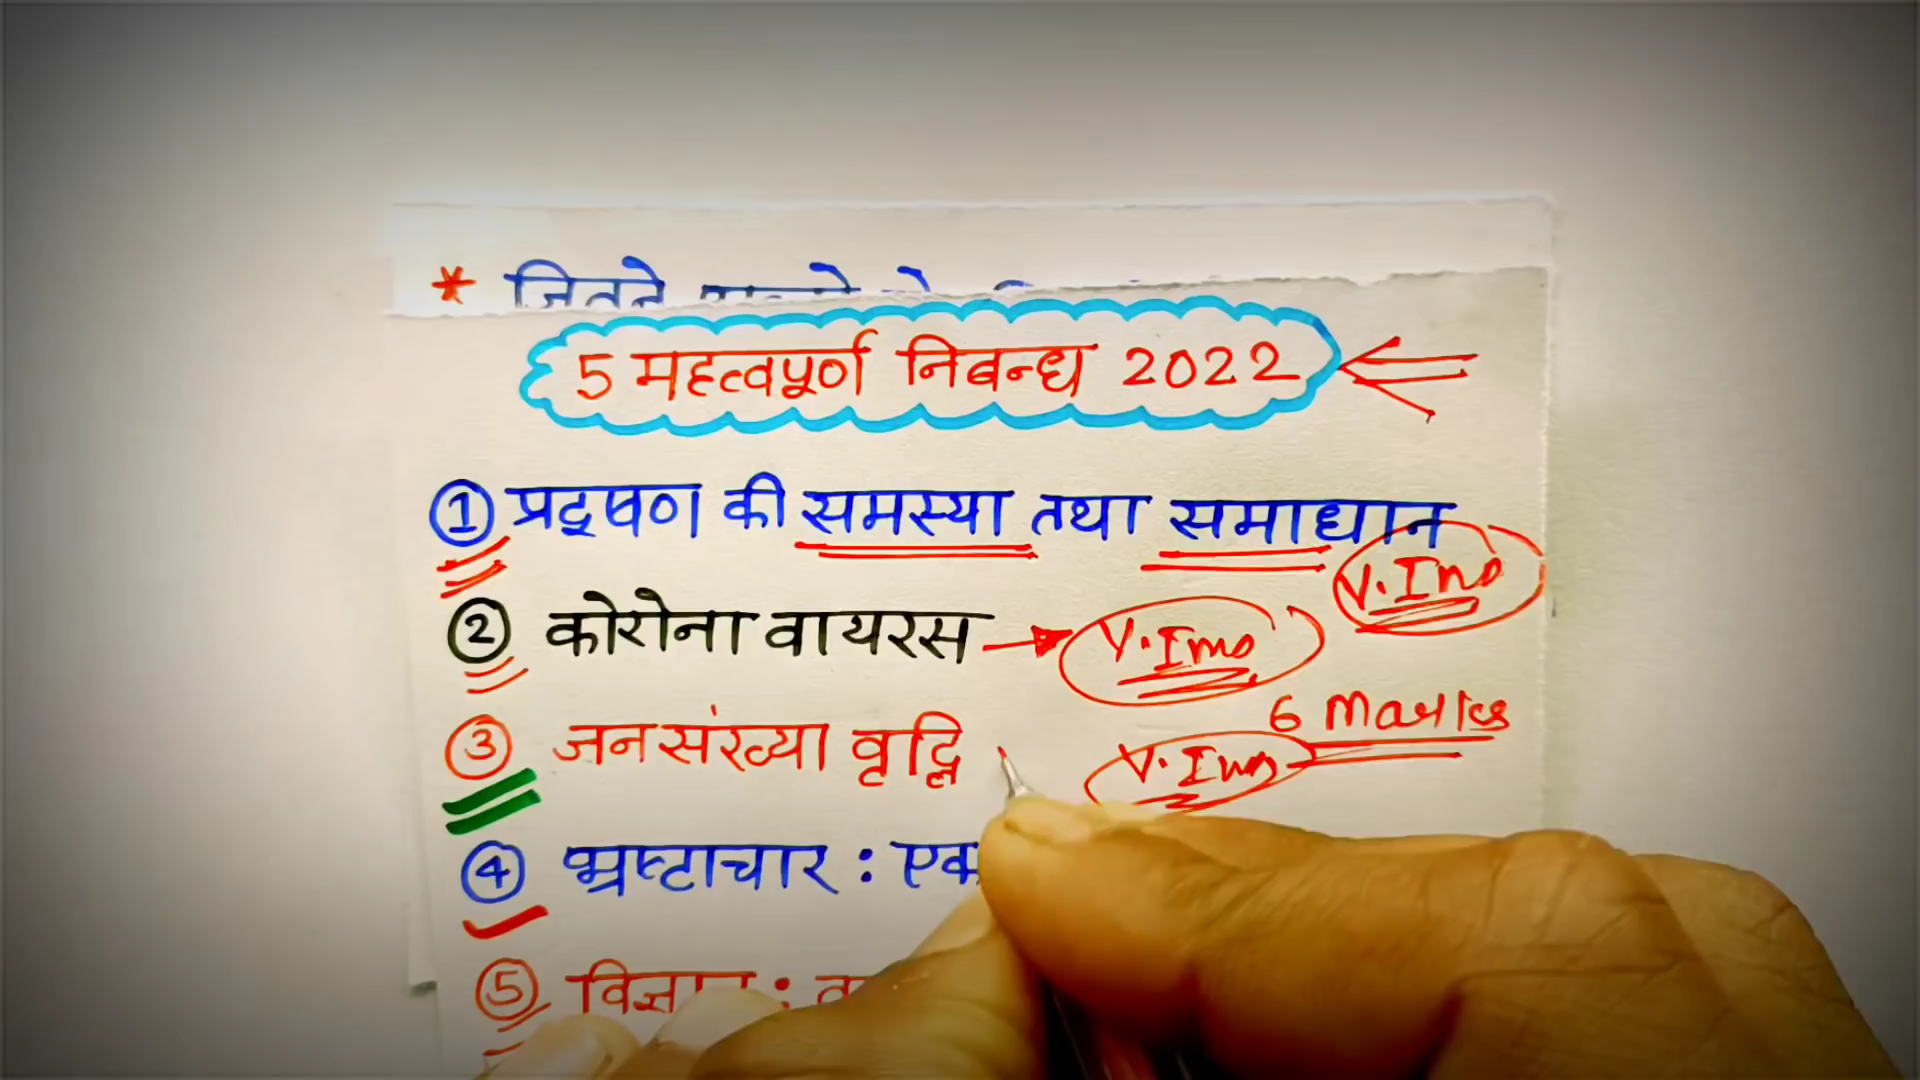 * जितने
5 महत्वपूर्ण निबन्ध 2022
1 प्रदूषण की समस्या तथा समाधान
V. Imp
2 कोरोना वायरस → V. Imp
6 Marks
3 जनसंख्या वृद्धि V. Imp
4 भ्रष्टाचार : एक
5 विज्ञान :